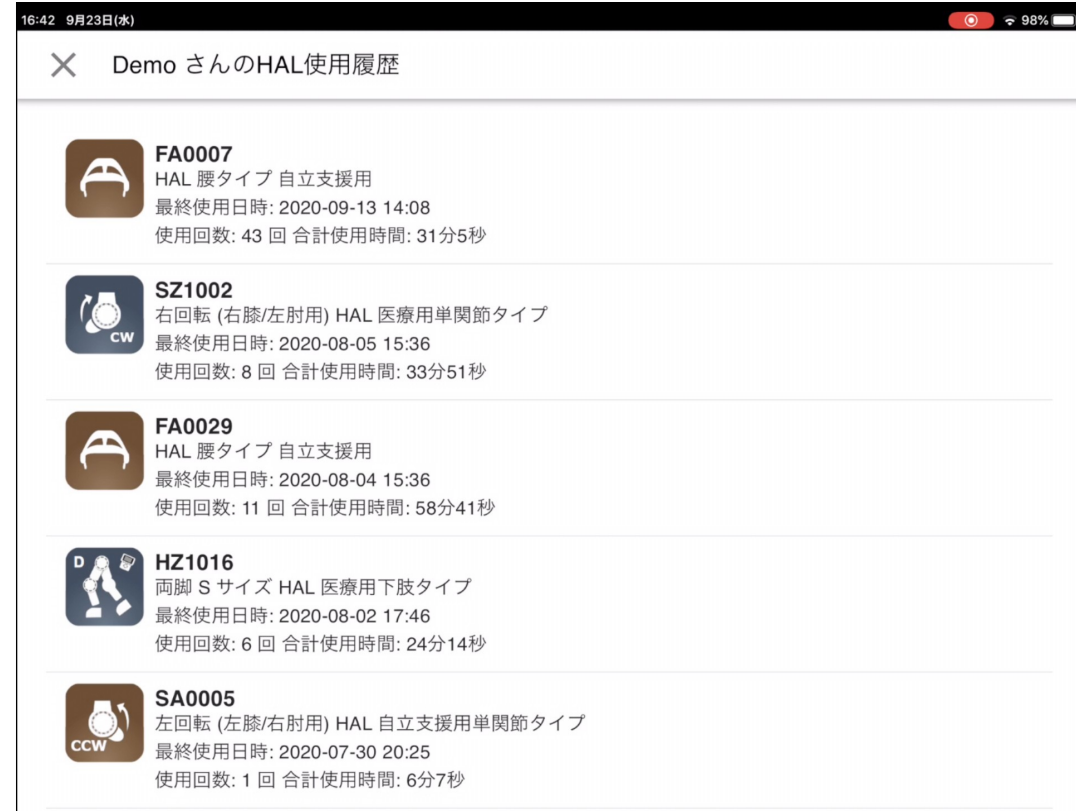 16:42 9月23日(水)
98%
Demo さんのHAL使用履歴
FA0007
HAL 腰タイプ 自立支援用
最終使用日時: 2020-09-13 14:08
使用回数: 43 回 合計使用時間: 31分5秒
SZ1002
右回転 (右膝/左肘用) HAL 医療用単関節タイプ
最終使用日時: 2020-08-05 15:36
使用回数: 8 回 合計使用時間: 33分51秒
CW
FA0029
HAL 腰タイプ 自立支援用
最終使用日時: 2020-08-04 15:36
使用回数: 11 回 合計使用時間: 58分41秒
D
HZ1016
両脚 S サイズ HAL 医療用下肢タイプ
最終使用日時: 2020-08-02 17:46
使用回数: 6 回 合計使用時間: 24分14秒
SA0005
左回転 (左膝/右肘用) HAL 自立支援用単関節タイプ
最終使用日時: 2020-07-30 20:25
使用回数: 1 回 合計使用時間: 6分7秒
CCW